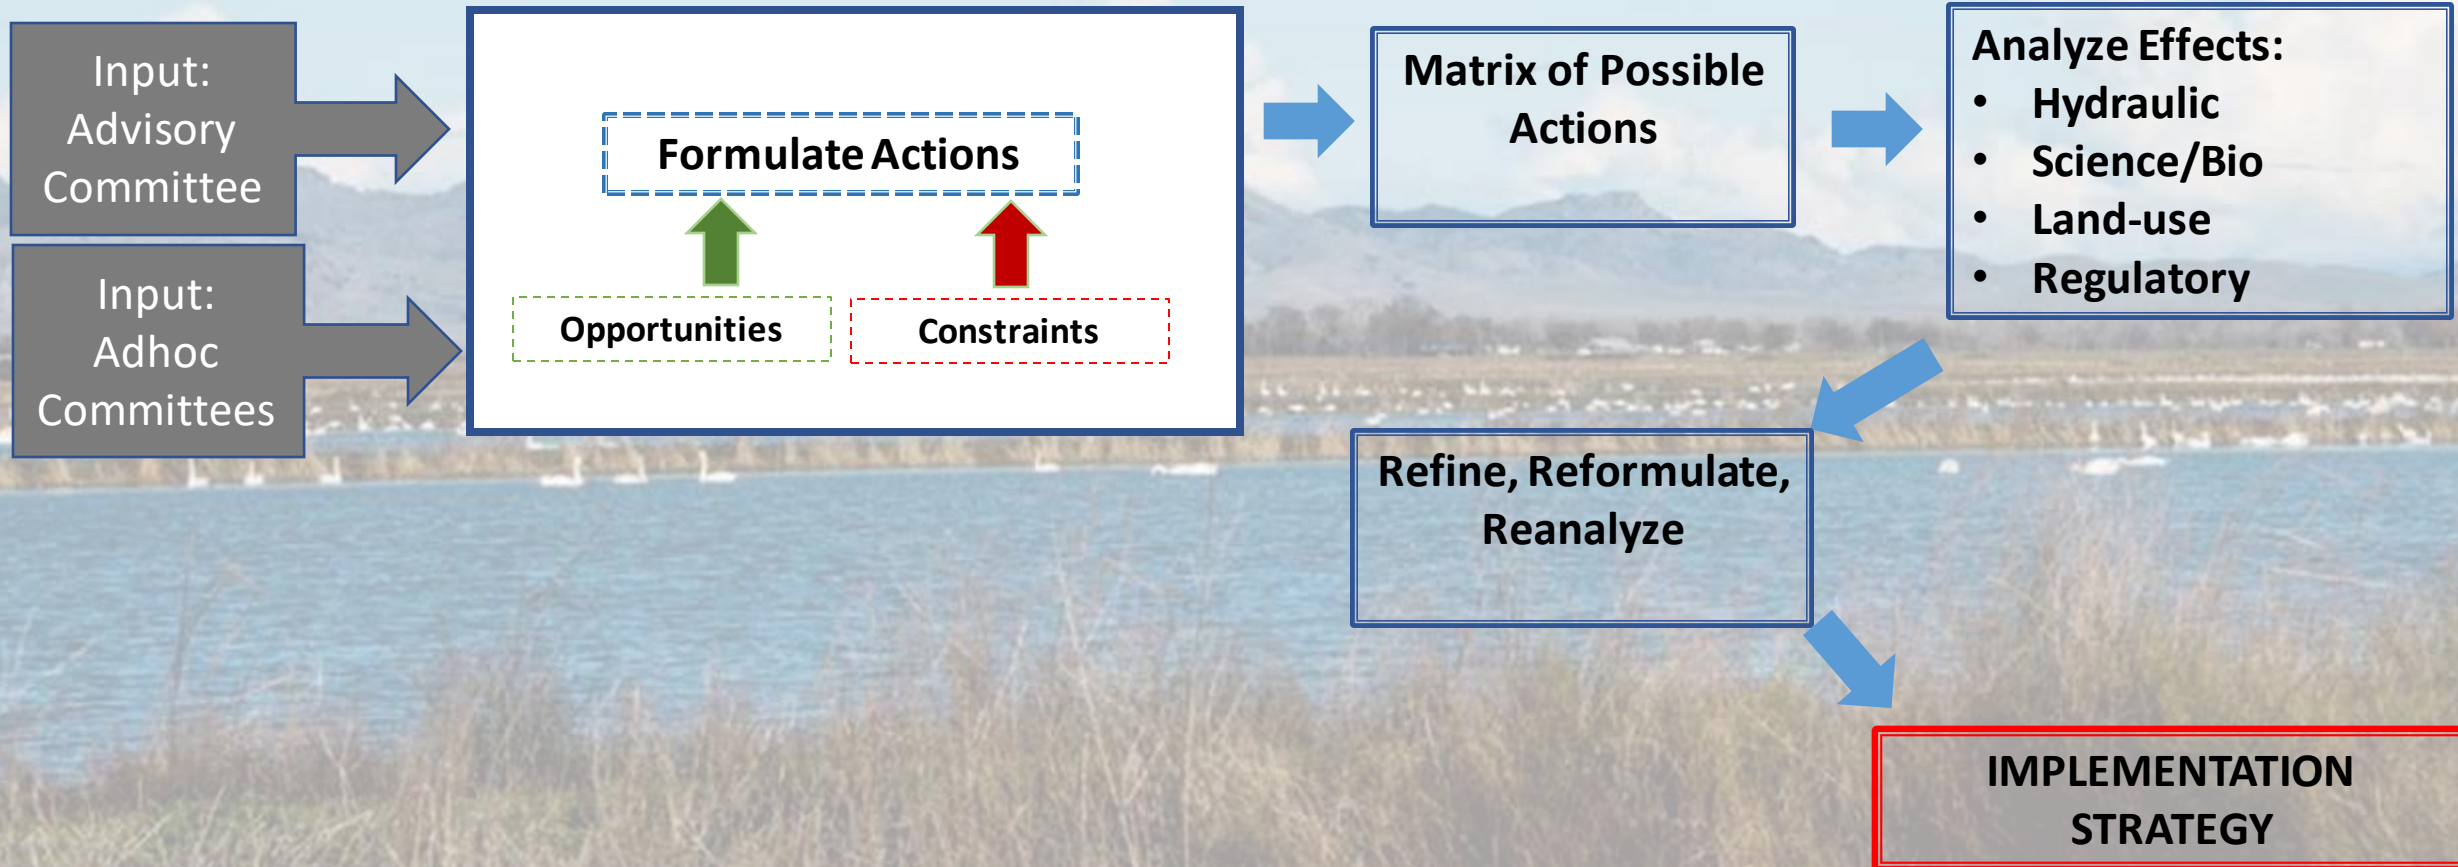 Input:
Advisory
Committee
Input:
Adhoc
Committees
Formulate Actions
Opportunities
Constraints
Matrix of Possible
Actions
Analyze Effects:
• Hydraulic
• Science/Bio
• Land-use
• Regulatory
Refine, Reformulate,
Reanalyze
IMPLEMENTATION
STRATEGY